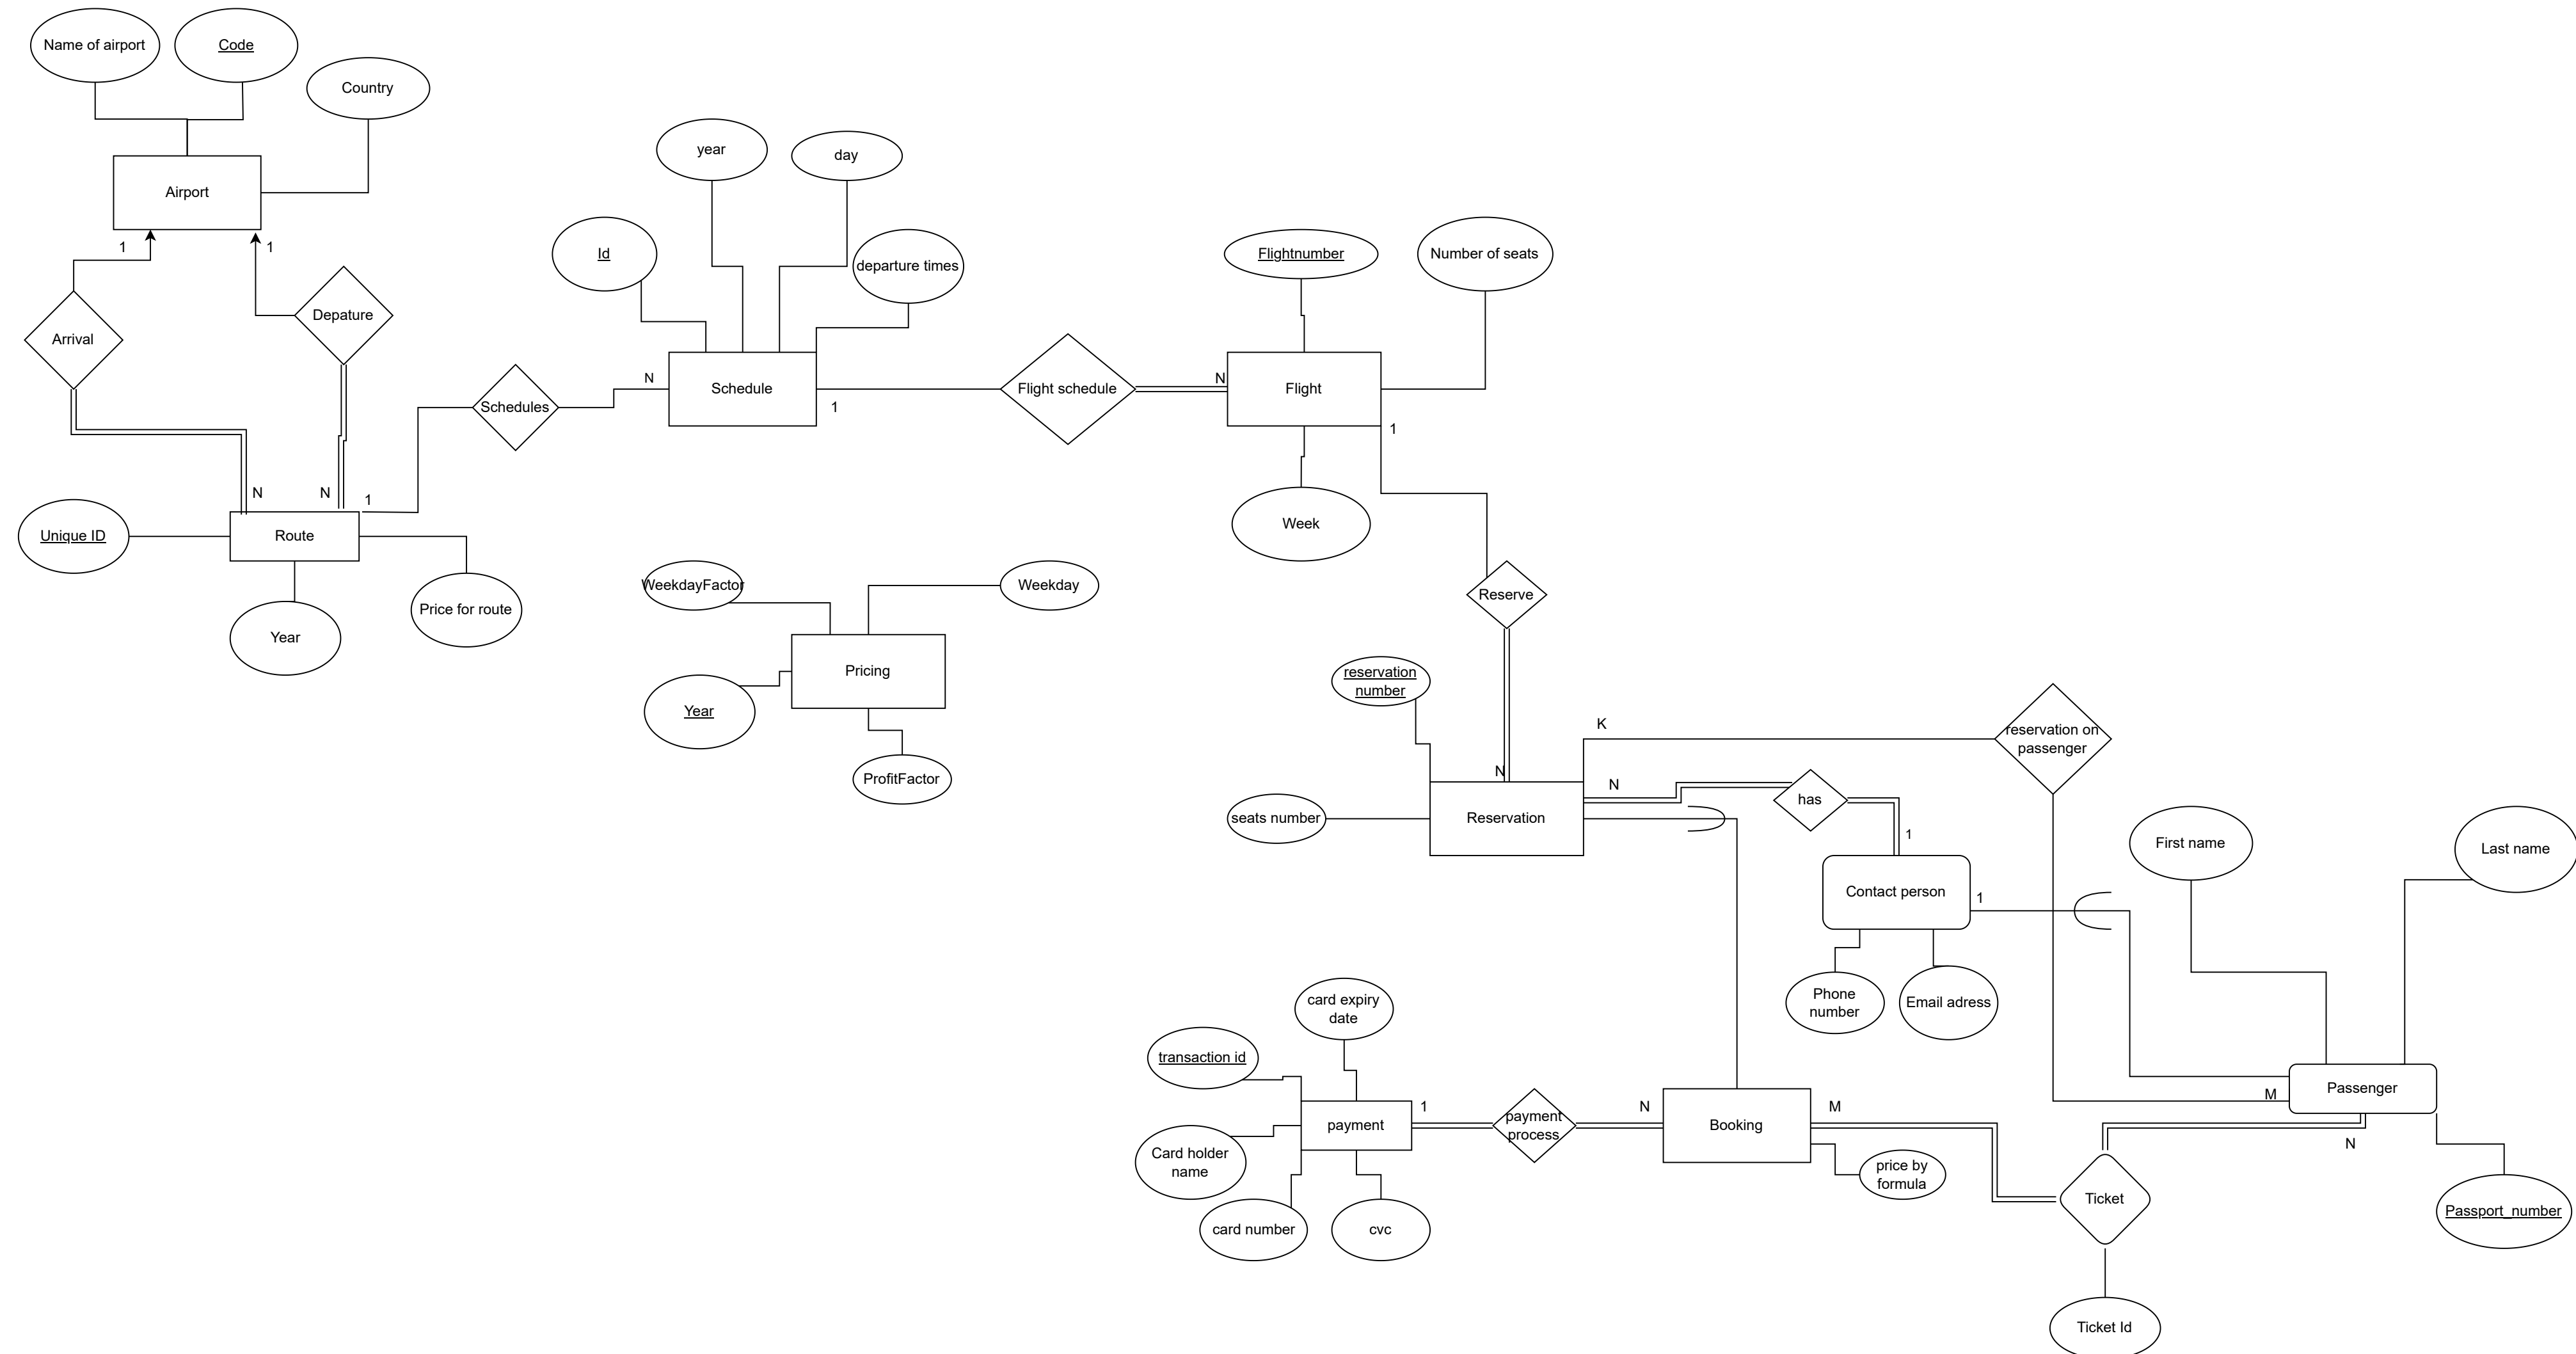 Name of airport
Code
Country
Airport
1
1
Arrival
Depature
N
N
1
Unique ID
Route
Year
Price for route
Schedules
year
day
Id
departure times
N
Schedule
1
Flight schedule
N
Flightnumber
Number of seats
Flight
1
Week
WeekdayFactor
Weekday
Pricing
Year
ProfitFactor
Reserve
reservation
number
N
K
N
seats number
Reservation
reservation on
passenger
has
1
Contact person
1
Phone
number
Email adress
First name
Last name
Passenger
M
N
Passport_number
card expiry
date
transaction id
payment
1
payment
process
N
Booking
M
Card holder
name
card number
cvc
price by
formula
Ticket
Ticket Id